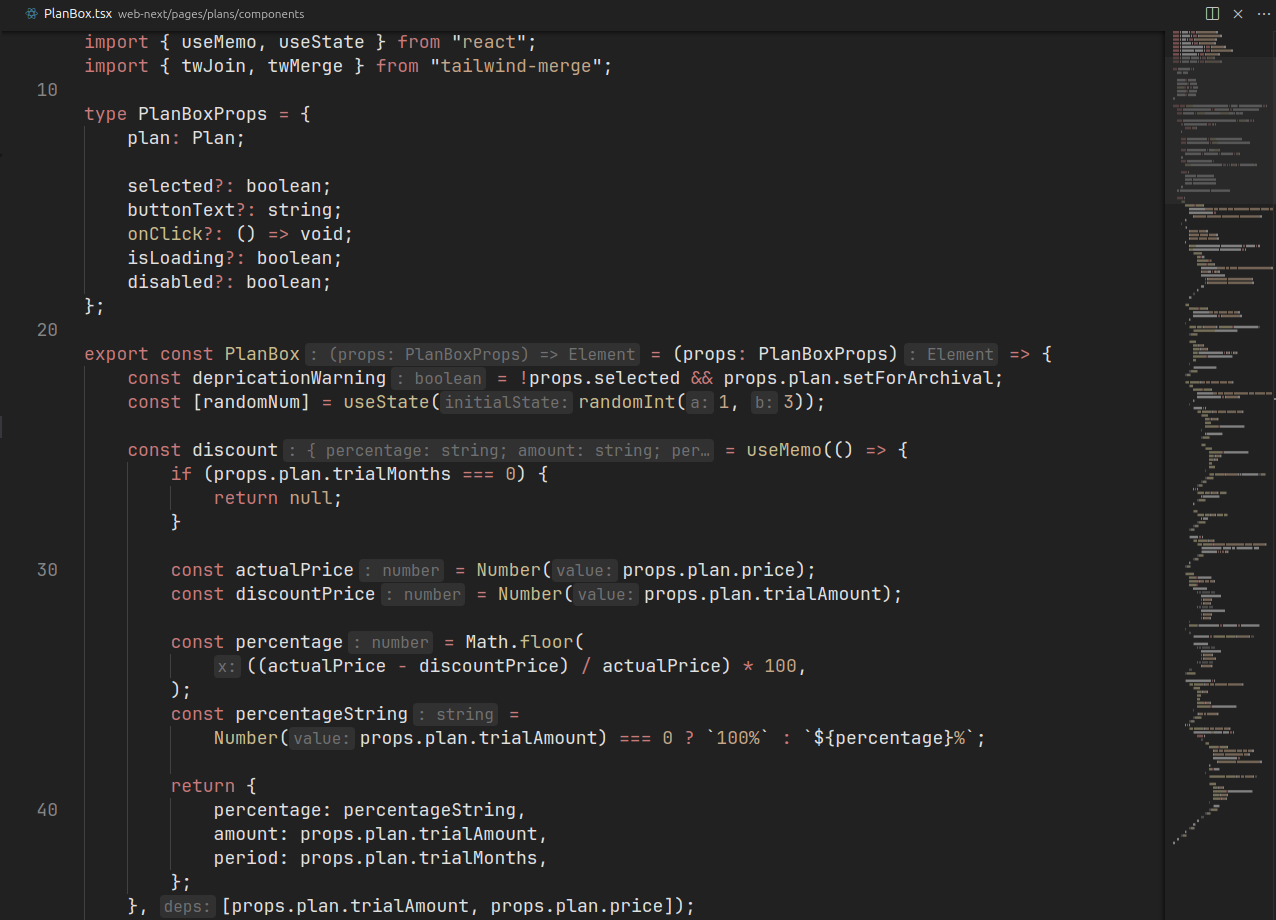 PlanBox.tsx web-next/pages/plans/components
import { useMemo, useState } from "react";
import { twJoin, twMerge } from "tailwind-merge";
10
type PlanBoxProps = {
plan: Plan;
selected?: boolean;
buttonText?: string;
onClick?: () => void;
isLoading?: boolean;
disabled?: boolean;
};
20
export const PlanBox : (props: PlanBoxProps) => Element = (props: PlanBoxProps) : Element => {
const depricationWarning : boolean = !props.selected && props.plan.setForArchival;
const [randomNum] = useState( initialState: randomInt( a: 1, b: 3));
const discount : { percentage: string; amount: string; per… = useMemo(() => {
if (props.plan.trialMonths === 0) {
return null;
}
30 const actualPrice : number = Number( value: props.plan.price);
const discountPrice : number = Number( value: props.plan.trialAmount);
const percentage : number = Math.floor(
x: ((actualPrice - discountPrice) / actualPrice) * 100,
);
const percentageString : string =
Number( value: props.plan.trialAmount) === 0 ? `100%` : `${percentage}%`;
return {
40 percentage: percentageString,
amount: props.plan.trialAmount,
period: props.plan.trialMonths,
};
}, deps: [props.plan.trialAmount, props.plan.price]);